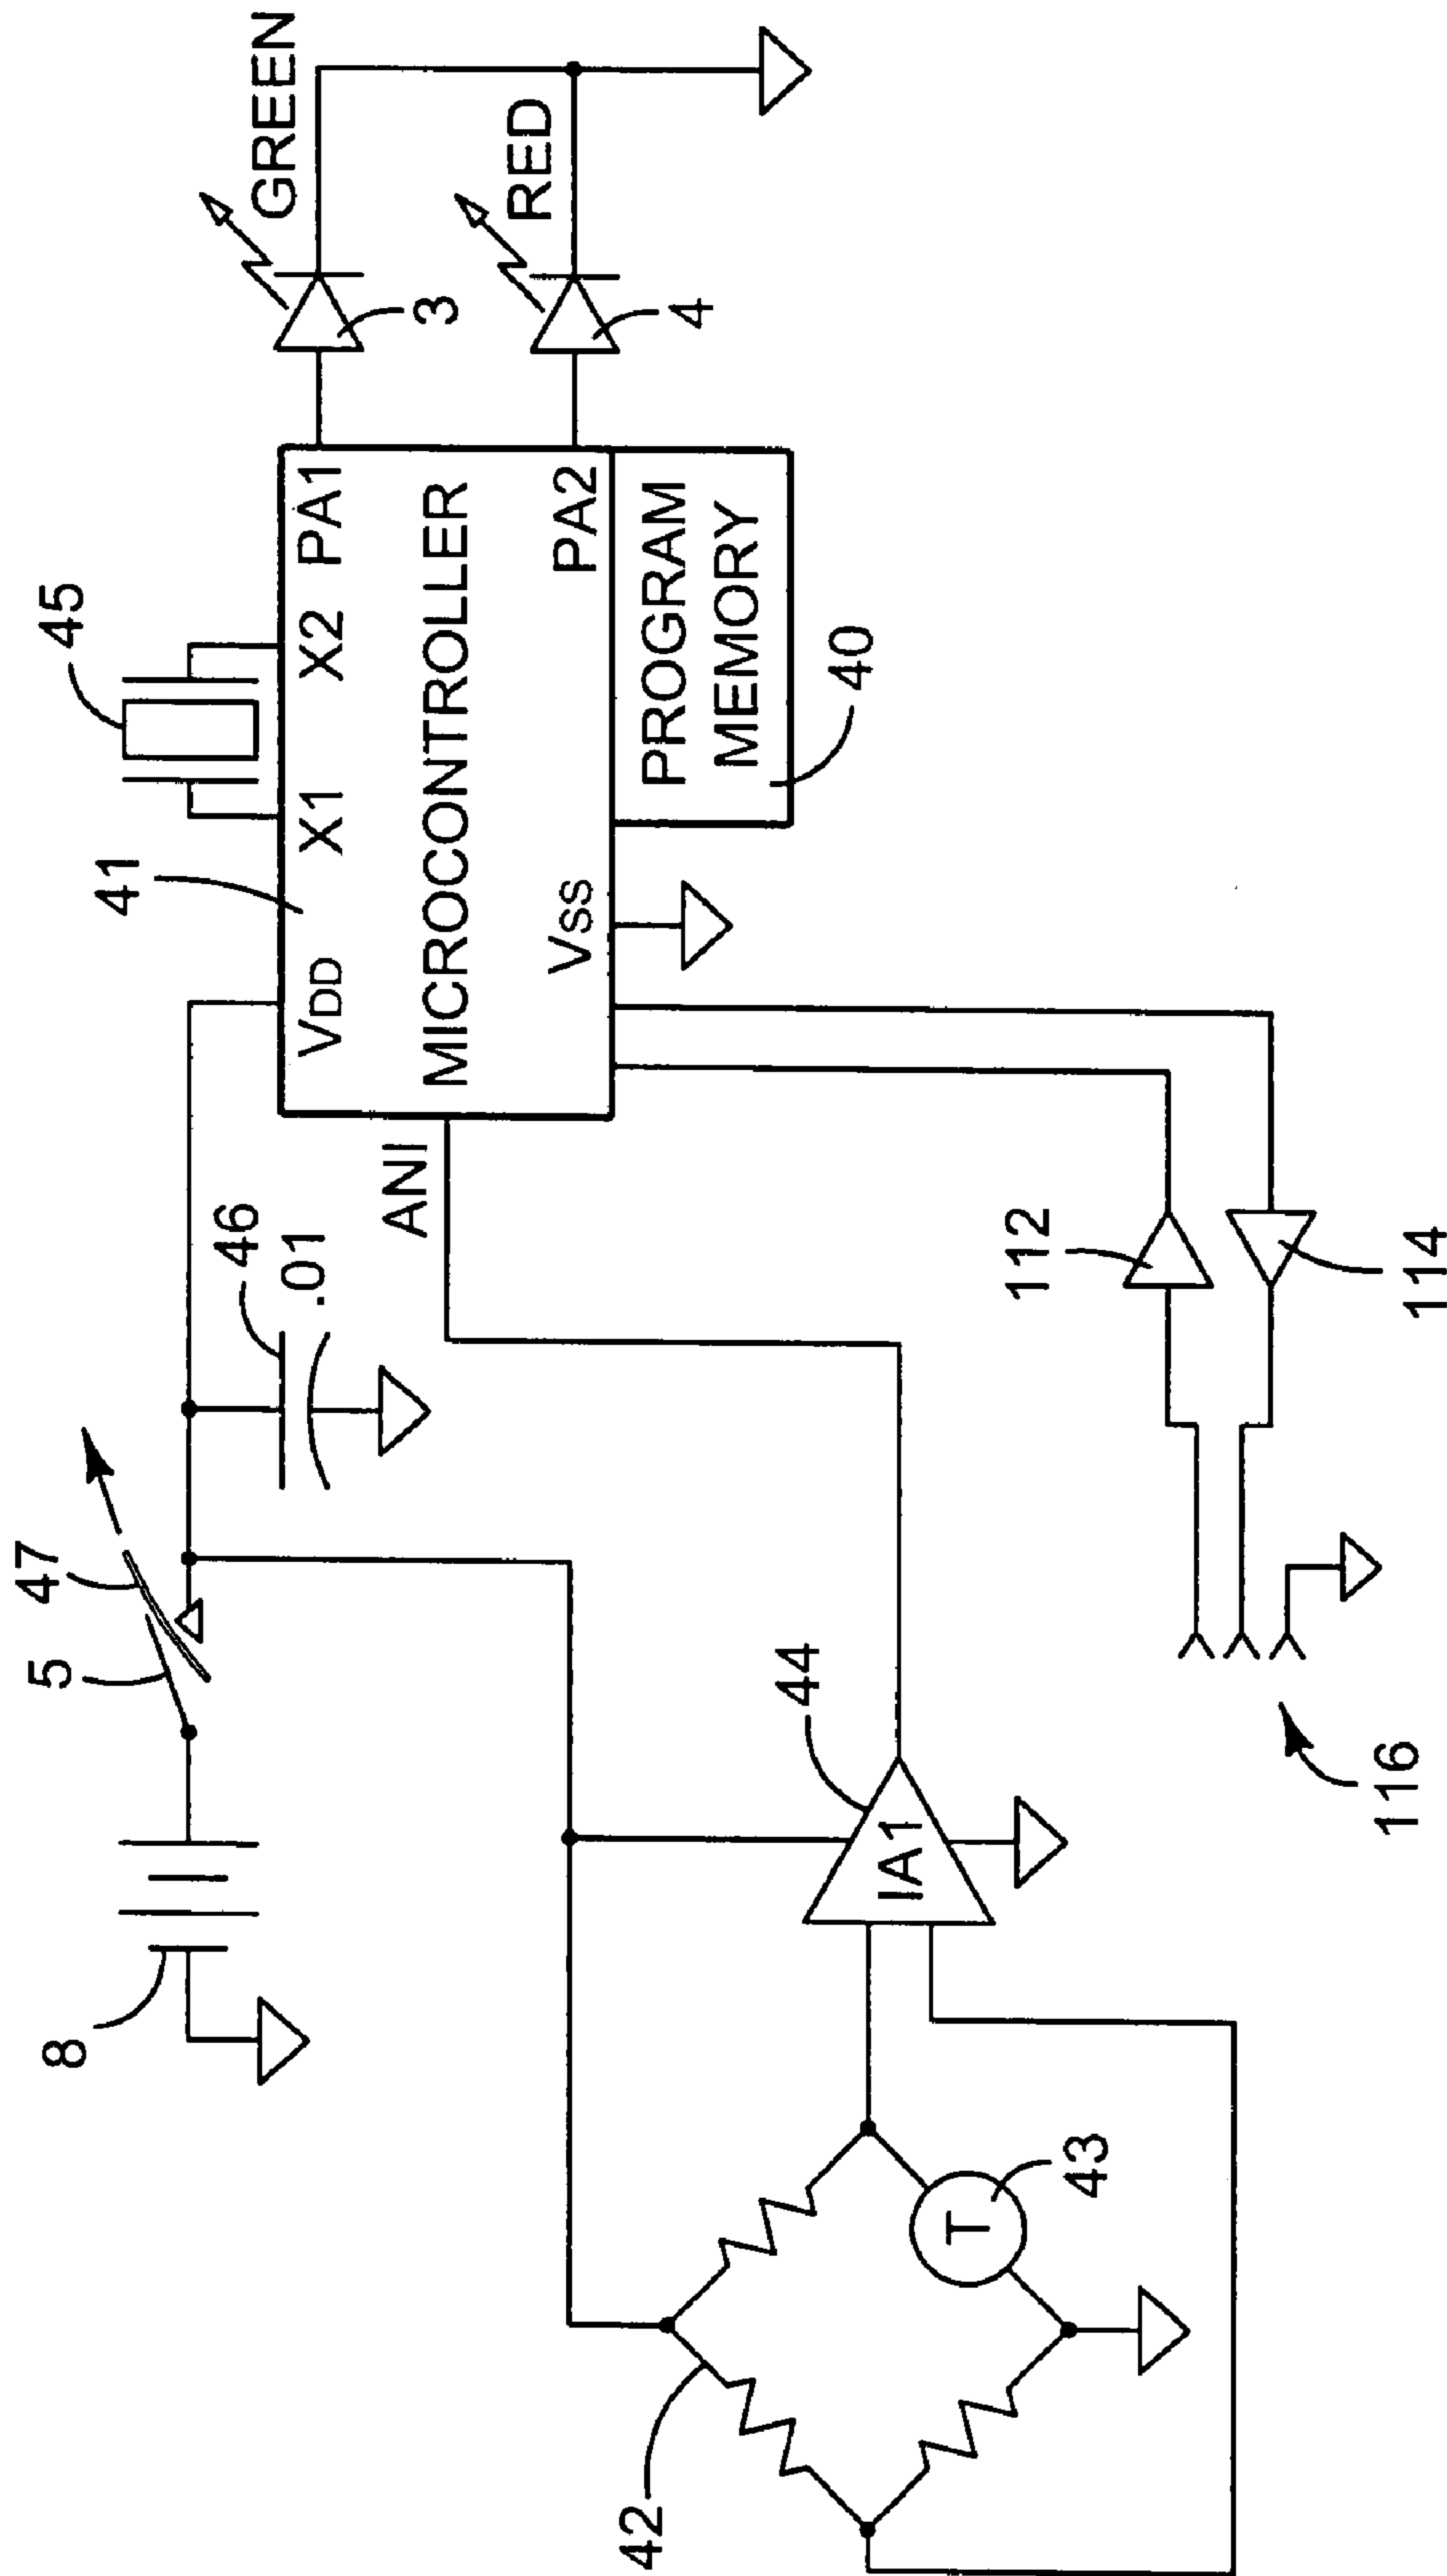 8
5
47
46
.01
41
45
VDD
X1
X2
PA1
GREEN
3
ANI
MICROCONTROLLER
VSS
PA2
RED
4
PROGRAM
MEMORY
40
42
T
43
IA1
44
112
114
116